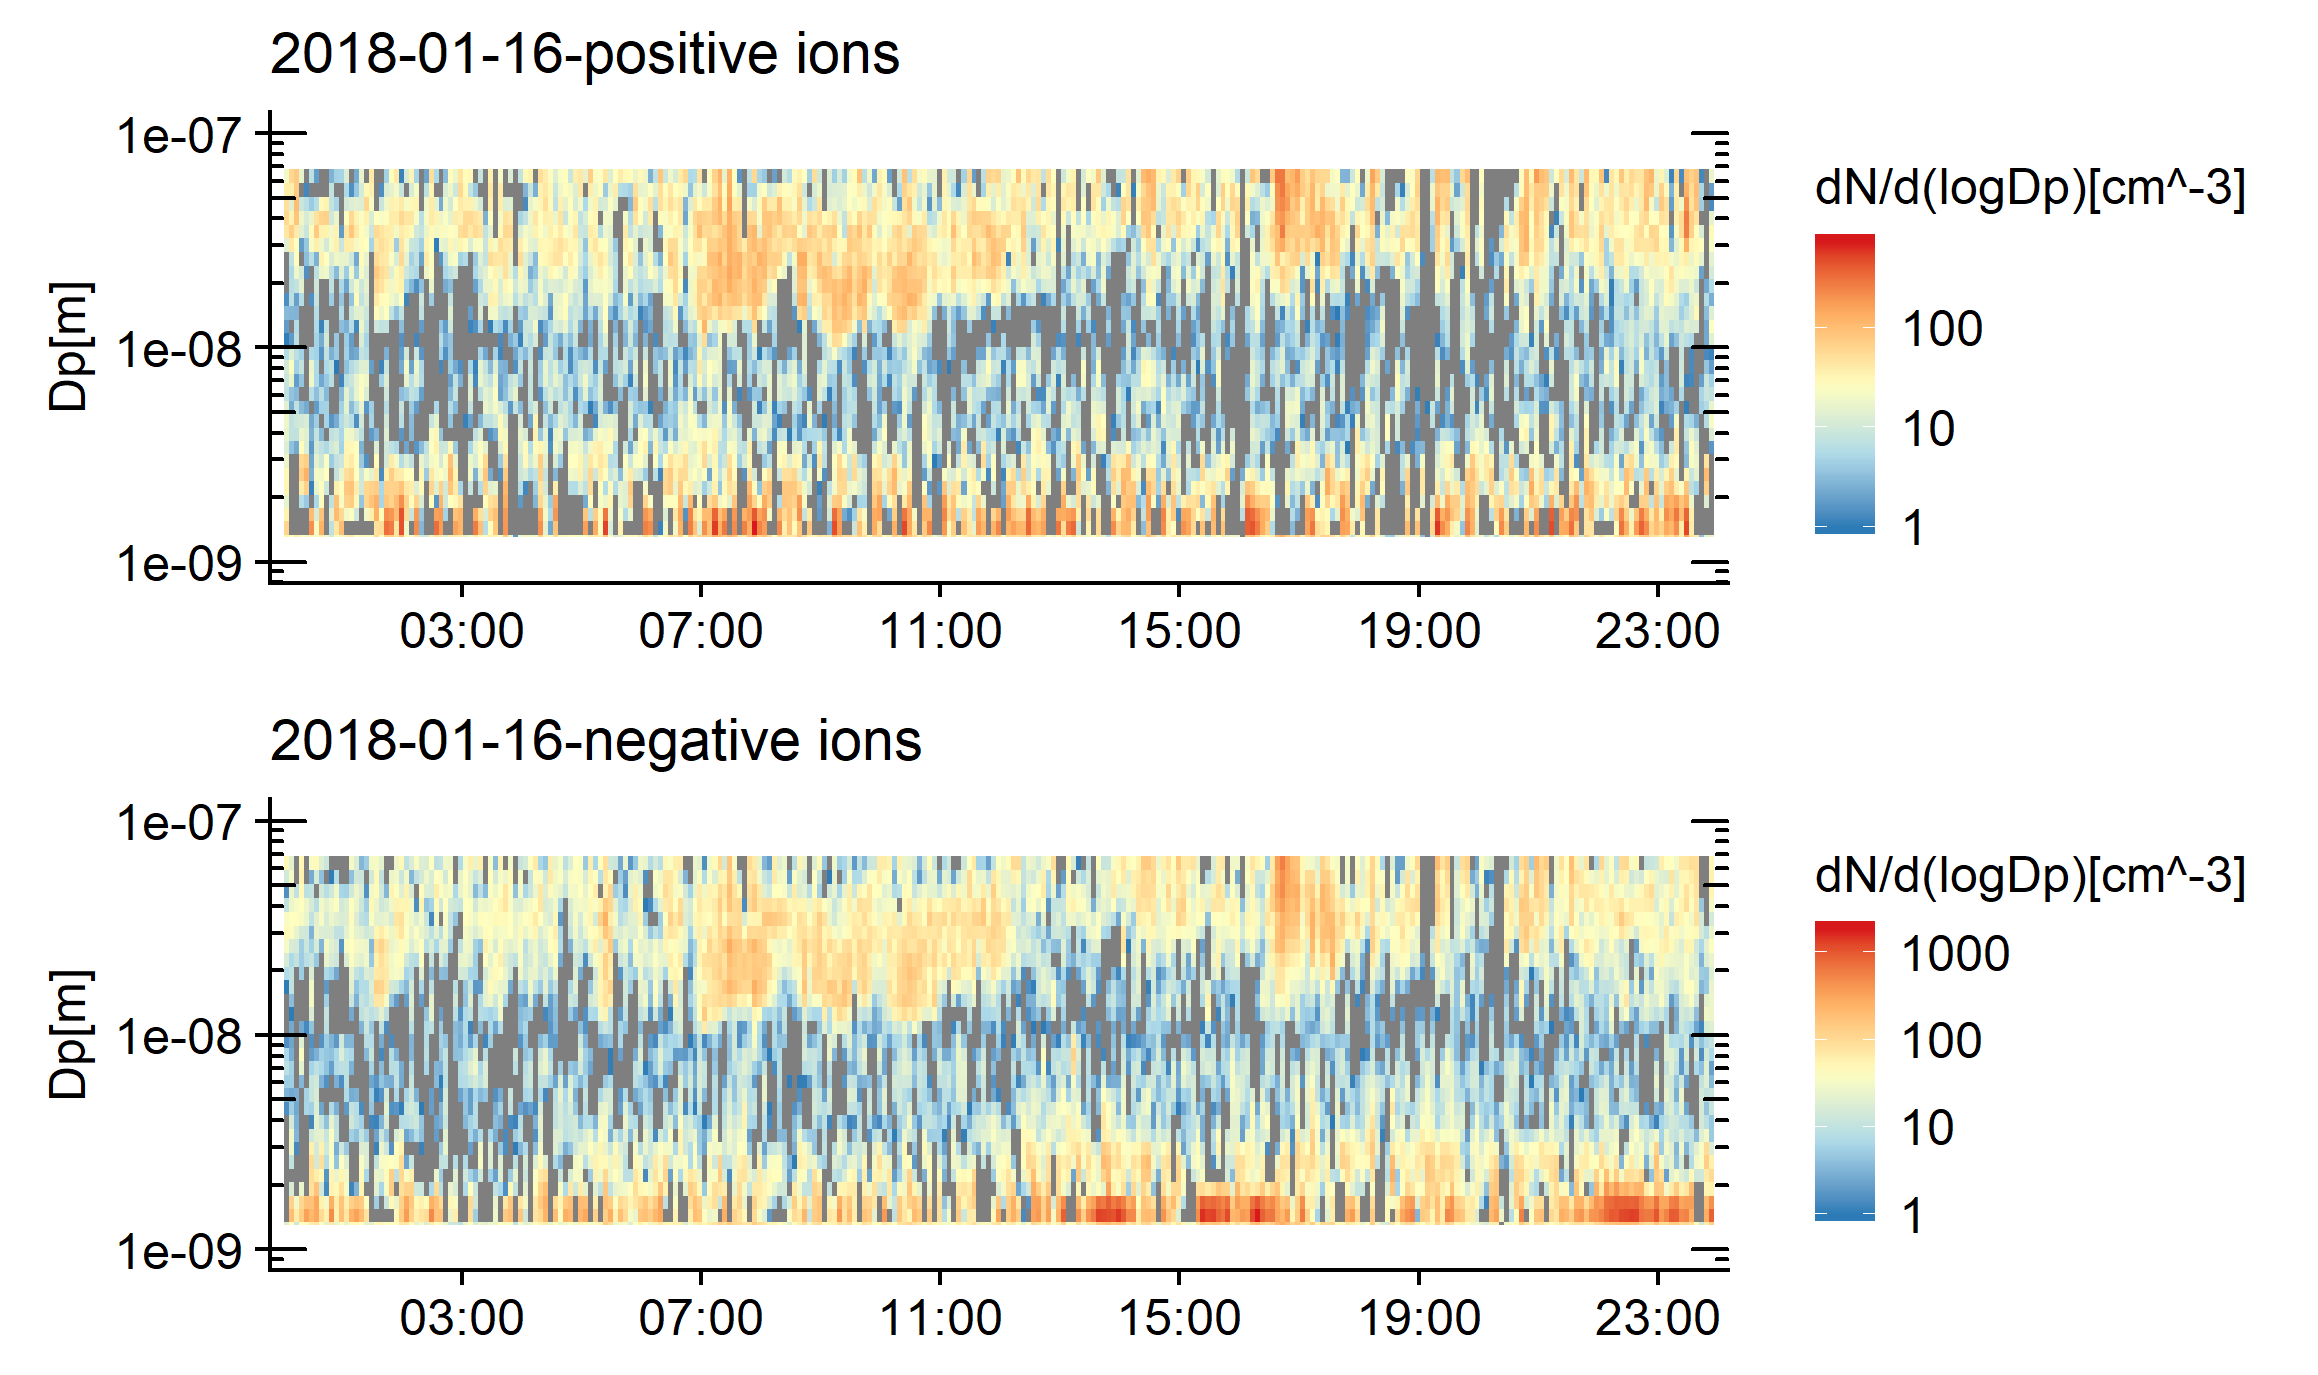 2018-01-16-positive ions
1e-07
1e-08
1e-09
Dp[m]
03:00 07:00 11:00 15:00 19:00 23:00
dN/d(logDp)[cm^-3]
100
10
1
2018-01-16-negative ions
1e-07
1e-08
1e-09
Dp[m]
03:00 07:00 11:00 15:00 19:00 23:00
dN/d(logDp)[cm^-3]
1000
100
10
1